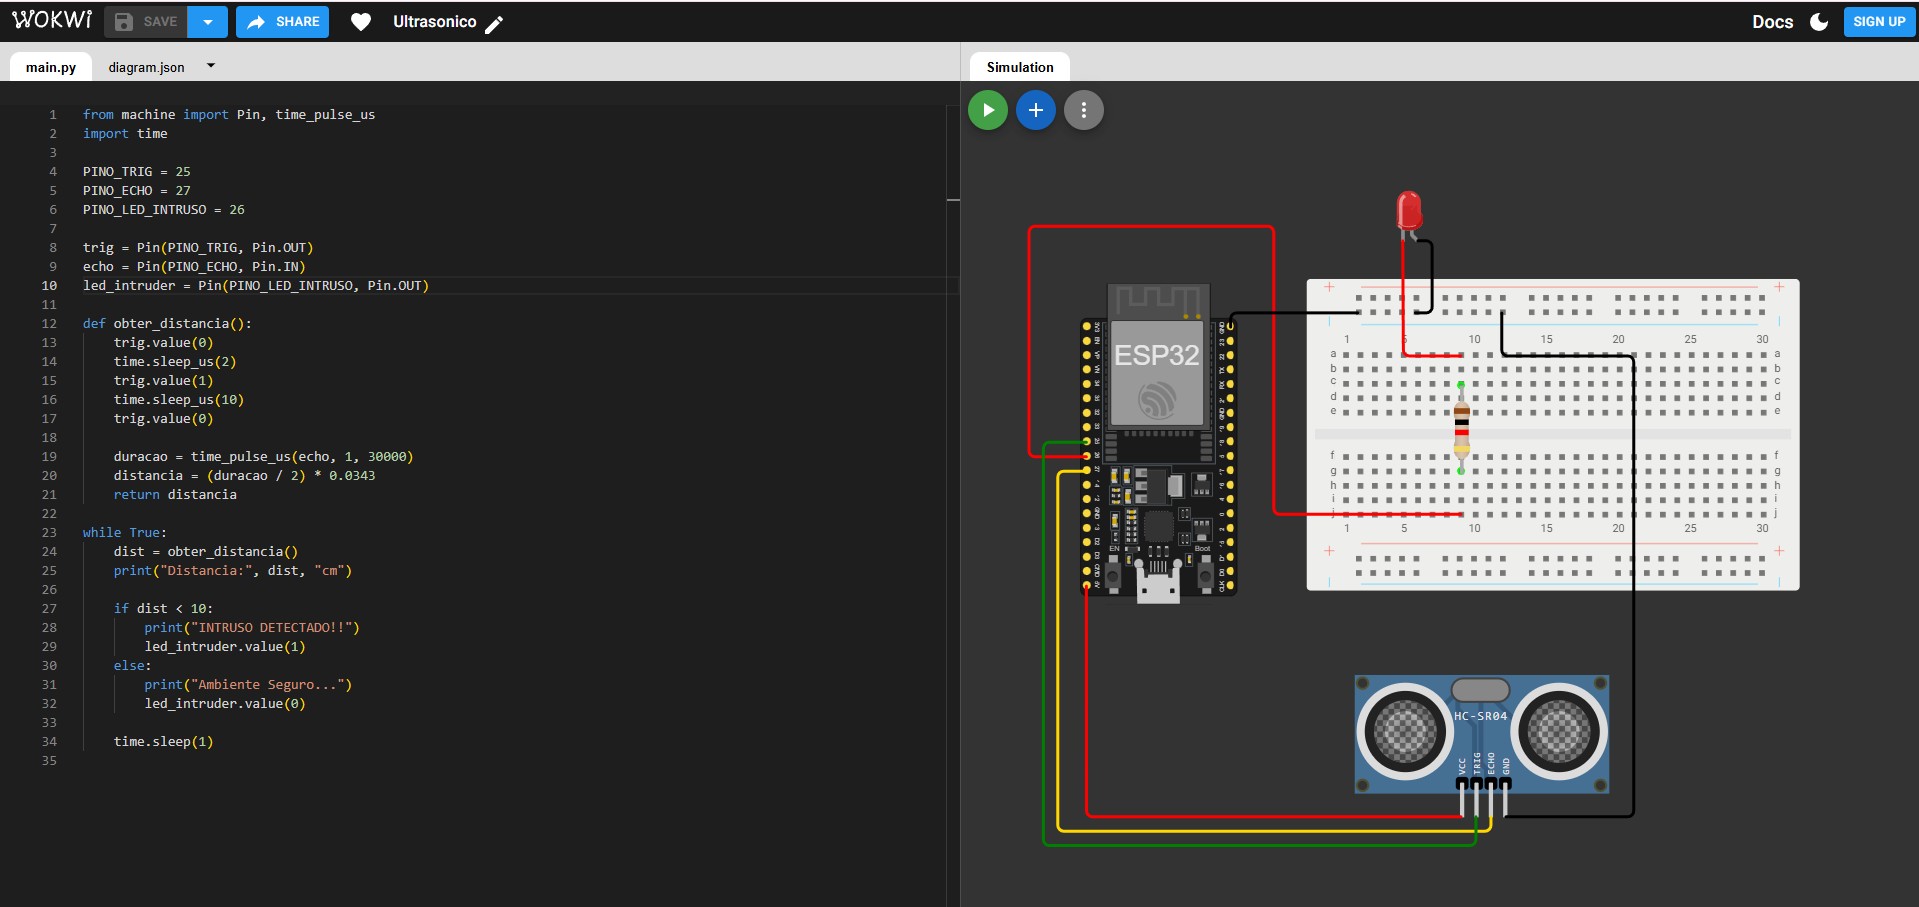 WOKWI SAVE SHARE Ultrasonico Docs SIGN UP
main.py diagram.json Simulation
1 from machine import Pin, time_pulse_us
2 import time
3
4 PINO_TRIG = 25
5 PINO_ECHO = 27
6 PINO_LED_INTRUSO = 26
7
8 trig = Pin(PINO_TRIG, Pin.OUT)
9 echo = Pin(PINO_ECHO, Pin.IN)
10 led_intruder = Pin(PINO_LED_INTRUSO, Pin.OUT)
11
12 def obter_distancia():
13 trig.value(0)
14 time.sleep_us(2)
15 trig.value(1)
16 time.sleep_us(10)
17 trig.value(0)
18
19 duracao = time_pulse_us(echo, 1, 30000)
20 distancia = (duracao / 2) * 0.0343
21 return distancia
22
23 while True:
24 dist = obter_distancia()
25 print("Distancia:", dist, "cm")
26
27 if dist < 10:
28 print("INTRUSO DETECTADO!!")
29 led_intruder.value(1)
30 else:
31 print("Ambiente Seguro...")
32 led_intruder.value(0)
33
34 time.sleep(1)
35
ESP32
EN Boot
1 5 10 15 20 25 30
a a
b b
c c
d d
e e
f f
g g
h h
i i
j j
1 5 10 15 20 25 30
HC-SR04
VCC
TRIG
ECHO
GND